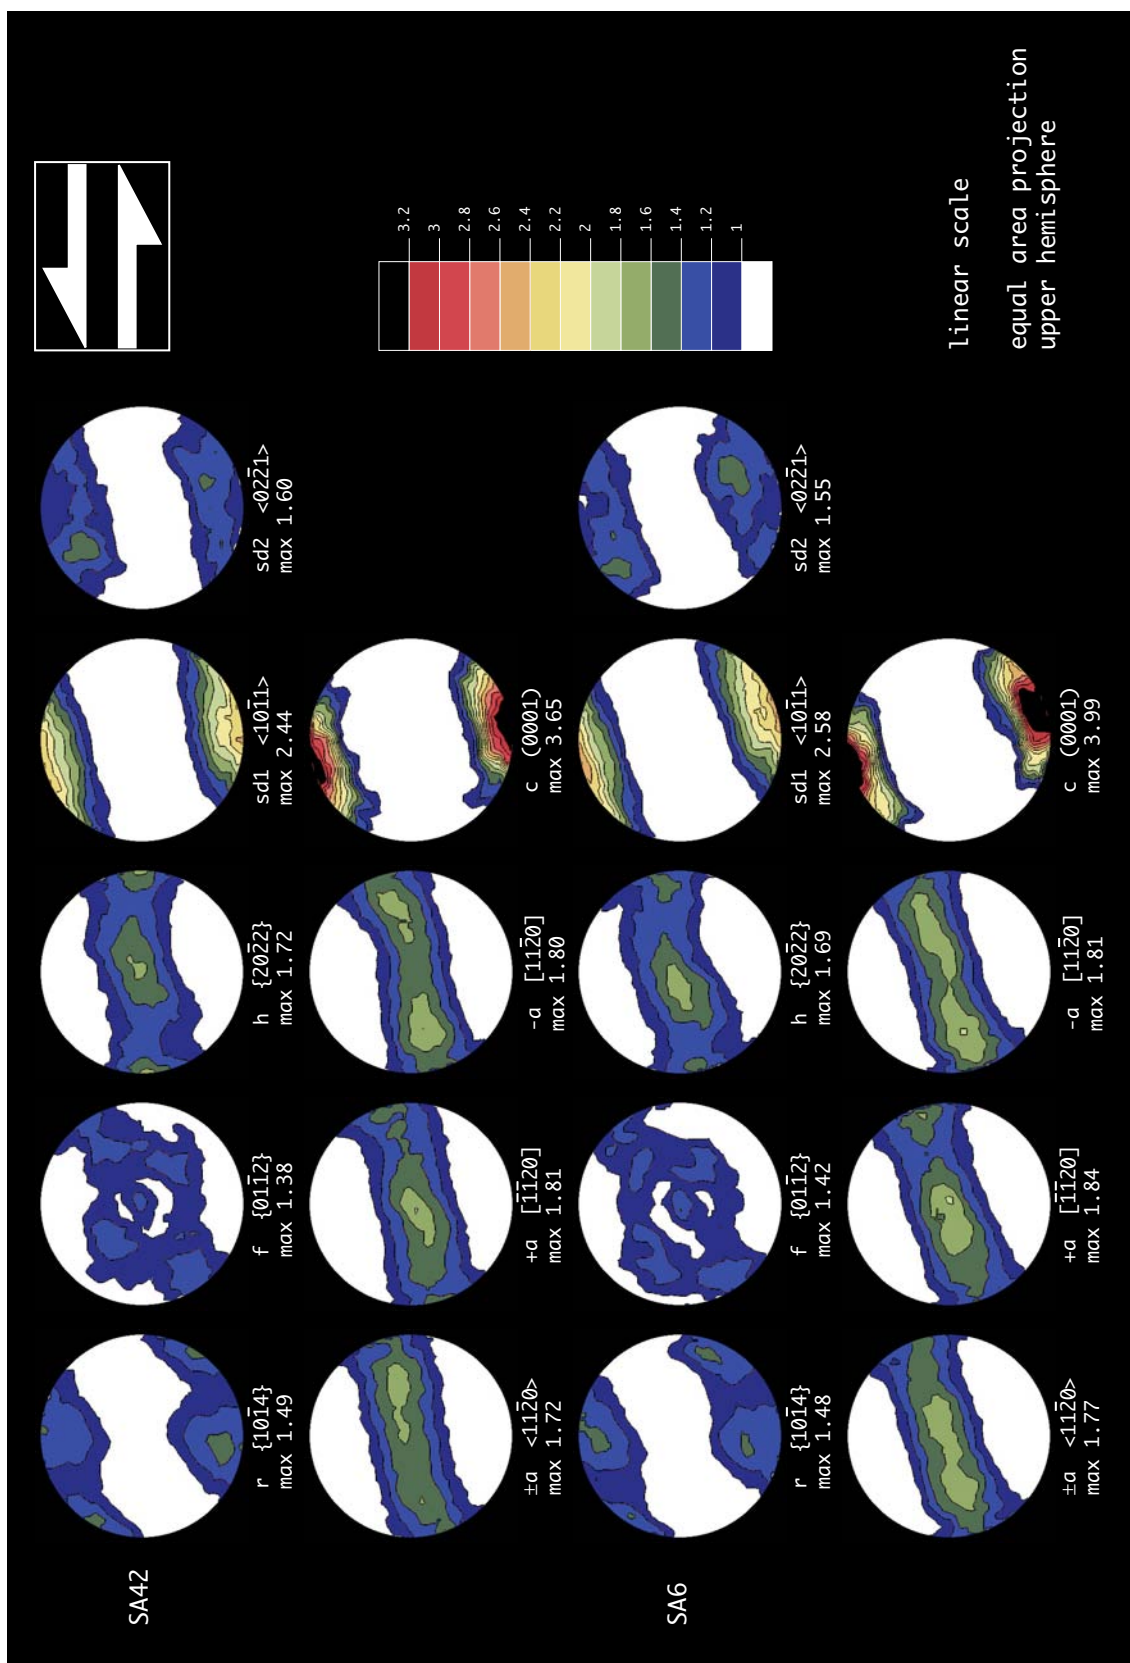 SA42
r {101̄4}
max 1.49
f {011̄2}
max 1.38
h {202̄2}
max 1.72
sd1 <101̄1>
max 2.44
sd2 <022̄1>
max 1.60
±a <112̄0>
max 1.72
+a [1̄1̄20]
max 1.81
-a [112̄0]
max 1.80
c (0001)
max 3.65
SA6
r {101̄4}
max 1.48
f {011̄2}
max 1.42
h {202̄2}
max 1.69
sd1 <101̄1>
max 2.58
sd2 <022̄1>
max 1.55
±a <112̄0>
max 1.77
+a [1̄1̄20]
max 1.84
-a [112̄0]
max 1.81
c (0001)
max 3.99
3.2
3
2.8
2.6
2.4
2.2
2
1.8
1.6
1.4
1.2
1
linear scale
equal area projection
upper hemisphere